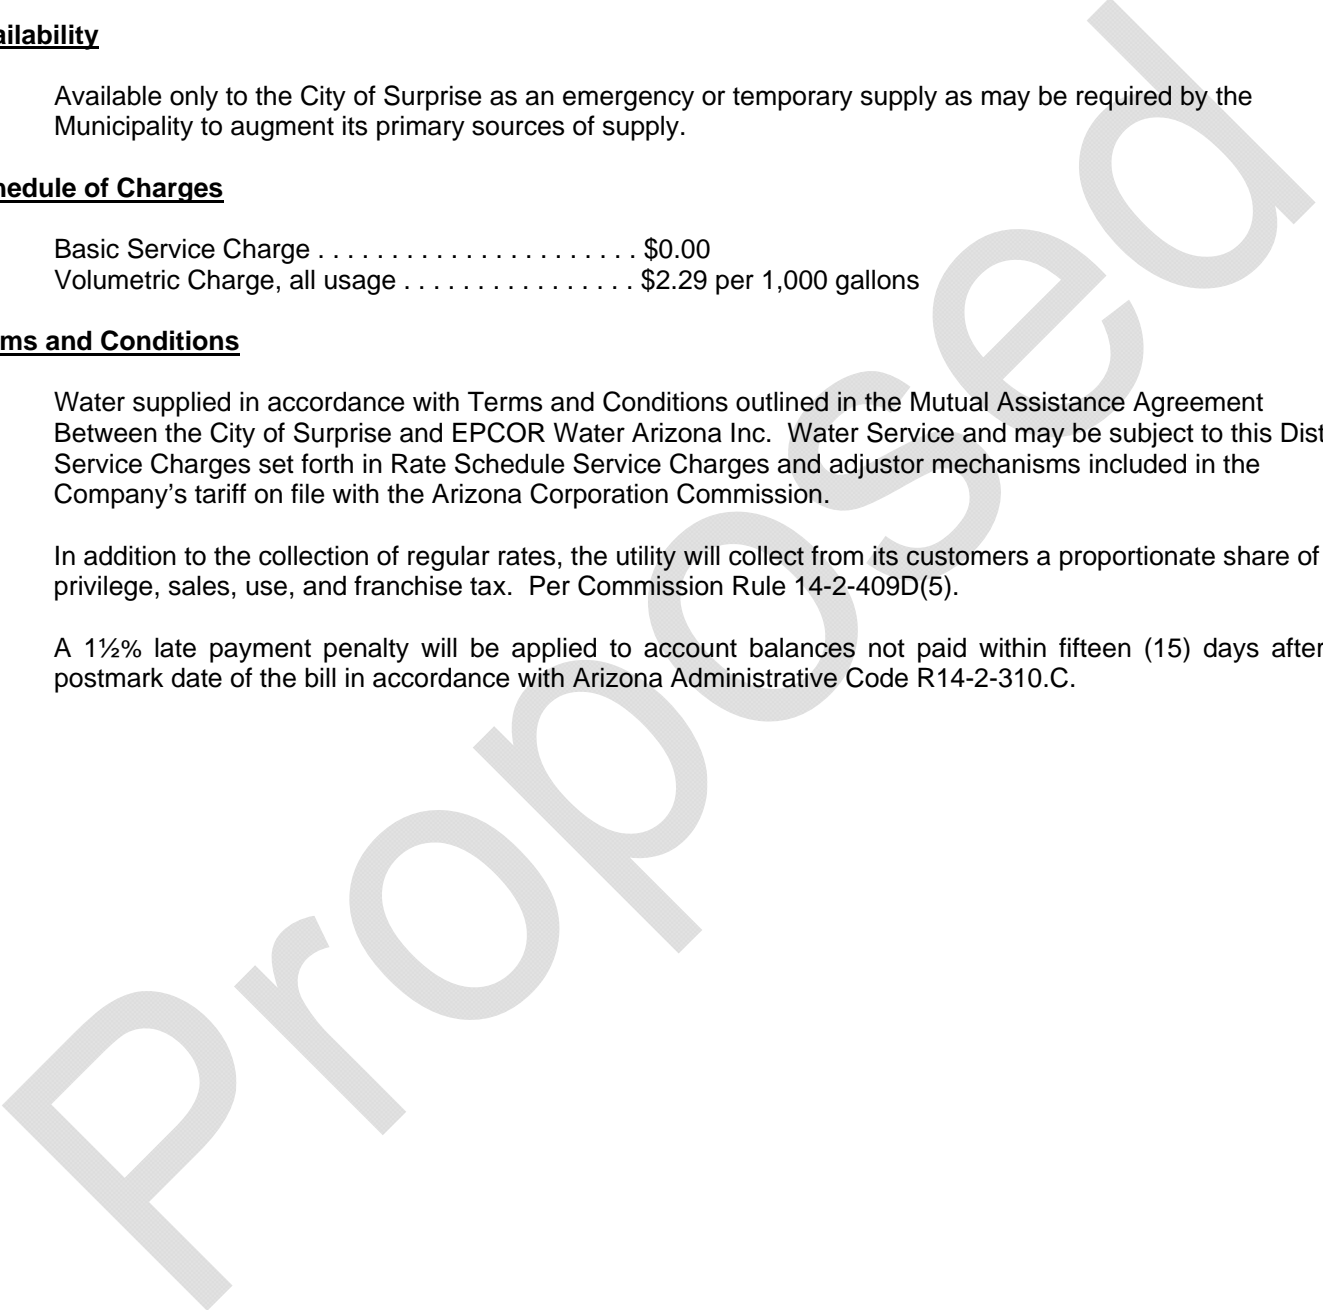 ailability
Available only to the City of Surprise as an emergency or temporary supply as may be required by the
Municipality to augment its primary sources of supply.
hedule of Charges
Basic Service Charge . . . . . . . . . . . . . . . . . . . . . . $0.00
Volumetric Charge, all usage . . . . . . . . . . . . . . . . $2.29 per 1,000 gallons
ms and Conditions
Water supplied in accordance with Terms and Conditions outlined in the Mutual Assistance Agreement
Between the City of Surprise and EPCOR Water Arizona Inc.  Water Service and may be subject to this Dist
Service Charges set forth in Rate Schedule Service Charges and adjustor mechanisms included in the
Company’s tariff on file with the Arizona Corporation Commission.
In addition to the collection of regular rates, the utility will collect from its customers a proportionate share of
privilege, sales, use, and franchise tax.  Per Commission Rule 14-2-409D(5).
A 1½% late payment penalty will be applied to account balances not paid within fifteen (15) days after
postmark date of the bill in accordance with Arizona Administrative Code R14-2-310.C.
Proposed